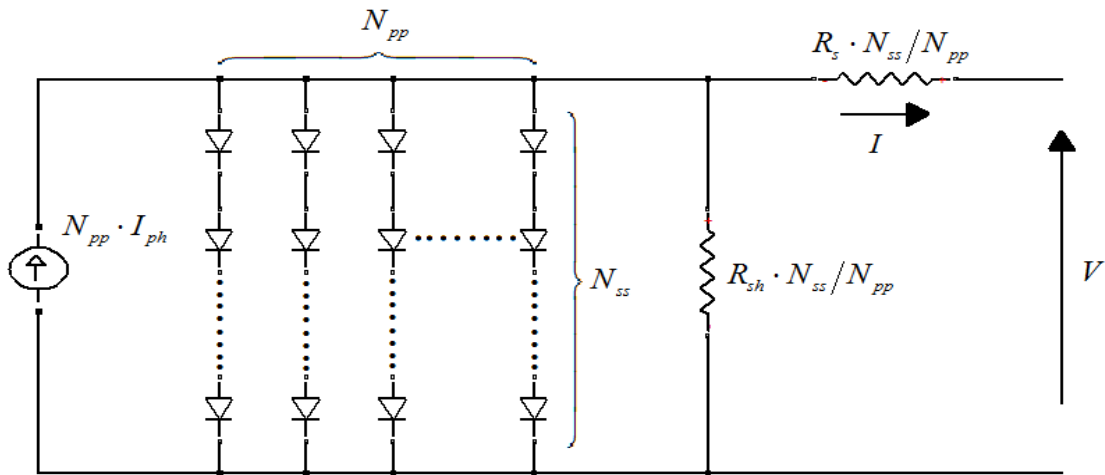 N_pp
R_s · N_ss/N_pp
I
N_pp · I_ph
N_ss
R_sh · N_ss/N_pp
V